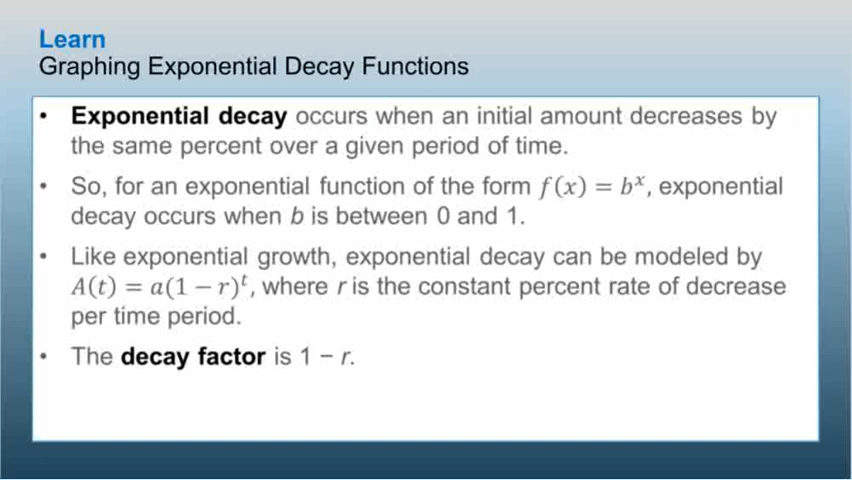 Learn
Graphing Exponential Decay Functions
• Exponential decay occurs when an initial amount decreases by
the same percent over a given period of time.
• So, for an exponential function of the form f(x) = bˣ, exponential
decay occurs when b is between 0 and 1.
• Like exponential growth, exponential decay can be modeled by
A(t) = a(1 − r)ᵗ, where r is the constant percent rate of decrease
per time period.
• The decay factor is 1 − r.